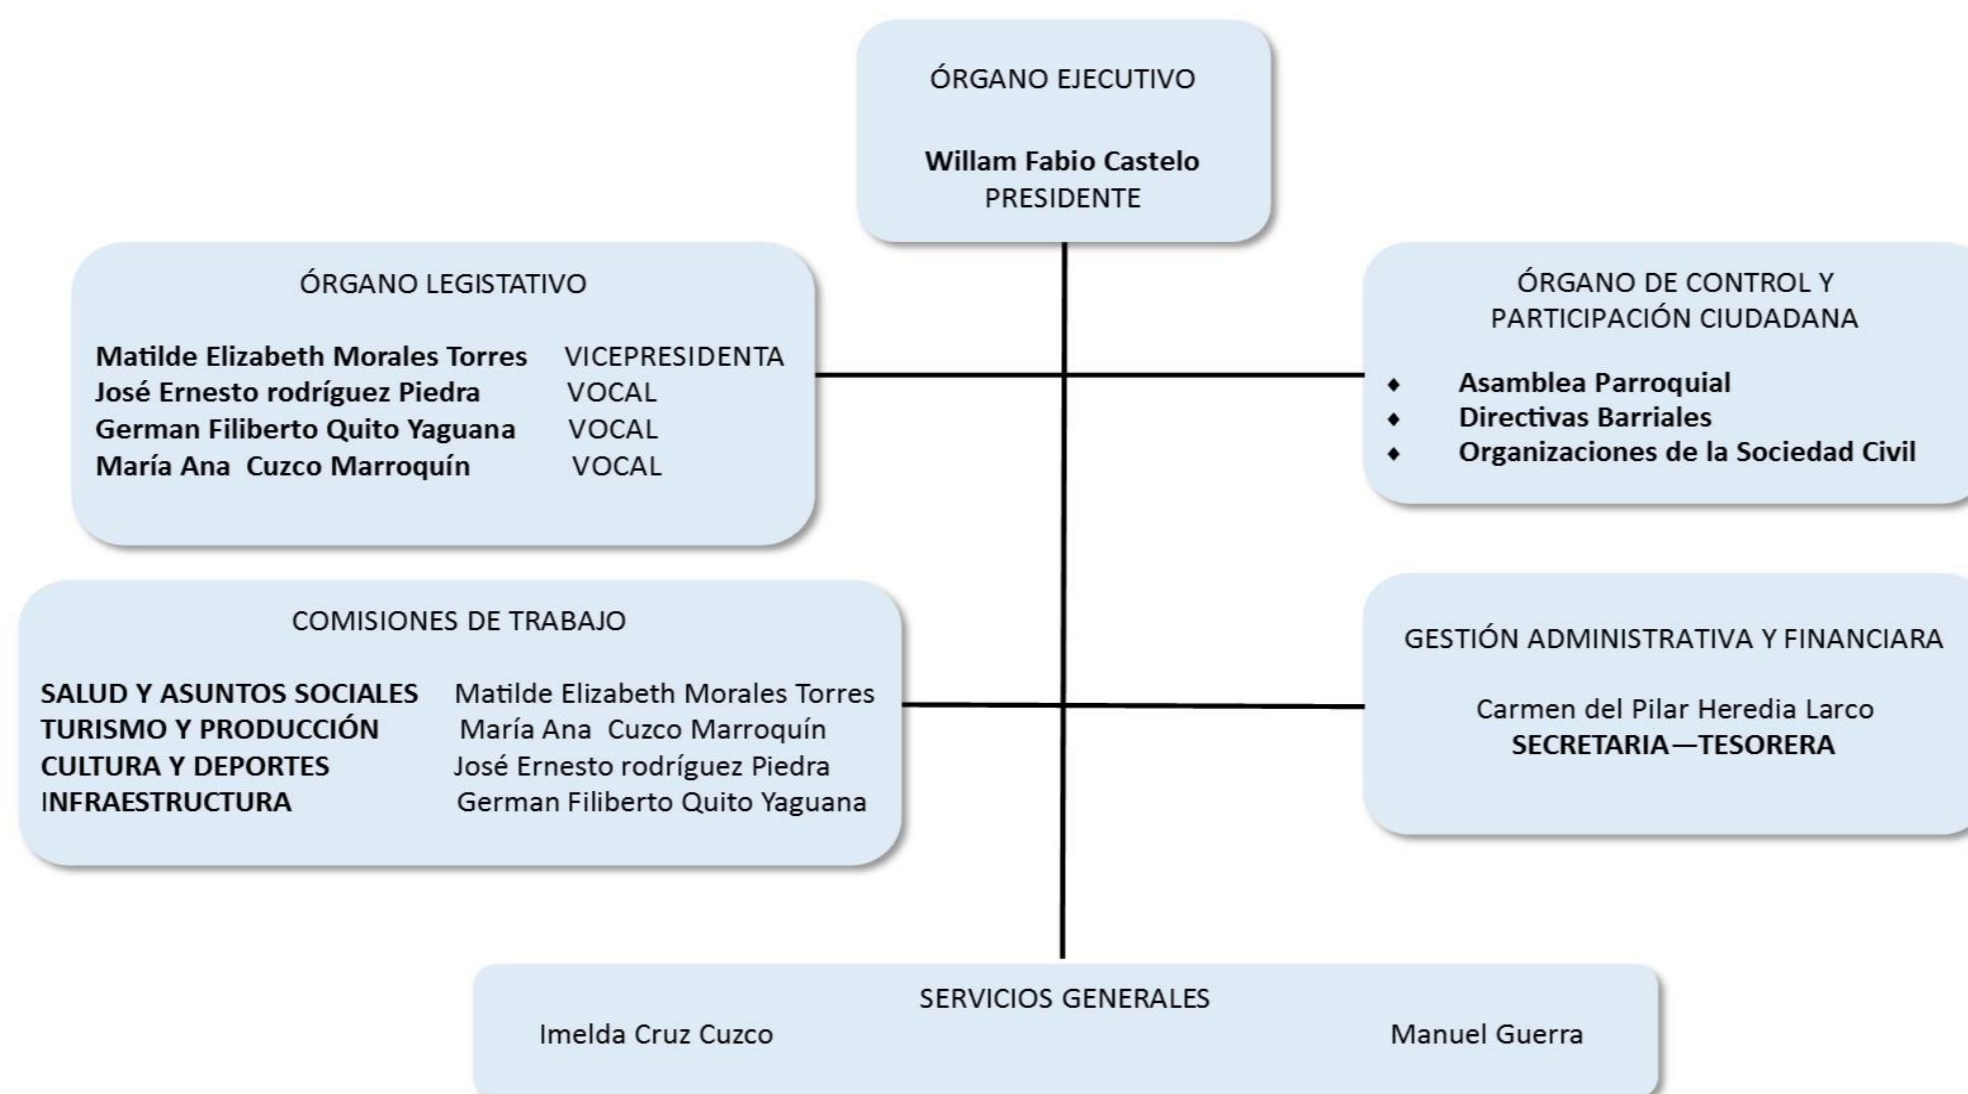 ÓRGANO EJECUTIVO
Willam Fabio Castelo
PRESIDENTE
ÓRGANO LEGISTATIVO
Matilde Elizabeth Morales Torres VICEPRESIDENTA
José Ernesto rodríguez Piedra VOCAL
German Filiberto Quito Yaguana VOCAL
María Ana Cuzco Marroquín VOCAL
ÓRGANO DE CONTROL Y
PARTICIPACIÓN CIUDADANA
♦ Asamblea Parroquial
♦ Directivas Barriales
♦ Organizaciones de la Sociedad Civil
COMISIONES DE TRABAJO
SALUD Y ASUNTOS SOCIALES Matilde Elizabeth Morales Torres
TURISMO Y PRODUCCIÓN María Ana Cuzco Marroquín
CULTURA Y DEPORTES José Ernesto rodríguez Piedra
INFRAESTRUCTURA German Filiberto Quito Yaguana
GESTIÓN ADMINISTRATIVA Y FINANCIARA
Carmen del Pilar Heredia Larco
SECRETARIA—TESORERA
SERVICIOS GENERALES
Imelda Cruz Cuzco Manuel Guerra